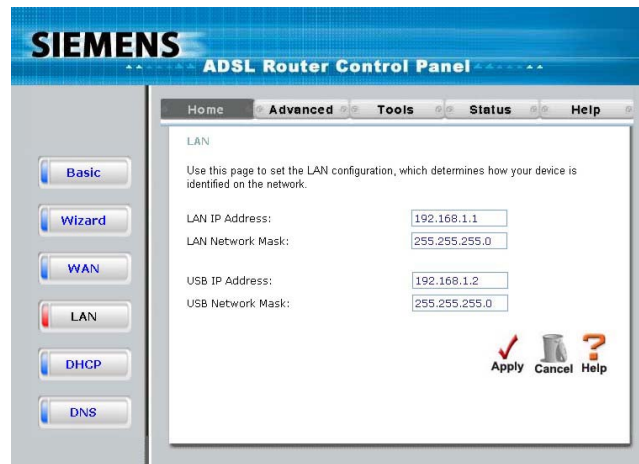 SIEMENS
ADSL Router Control Panel
Home Advanced Tools Status Help
Basic
Wizard
WAN
LAN
DHCP
DNS
LAN
Use this page to set the LAN configuration, which determines how your device is
identified on the network.
LAN IP Address: 192.168.1.1
LAN Network Mask: 255.255.255.0
USB IP Address: 192.168.1.2
USB Network Mask: 255.255.255.0
Apply Cancel Help